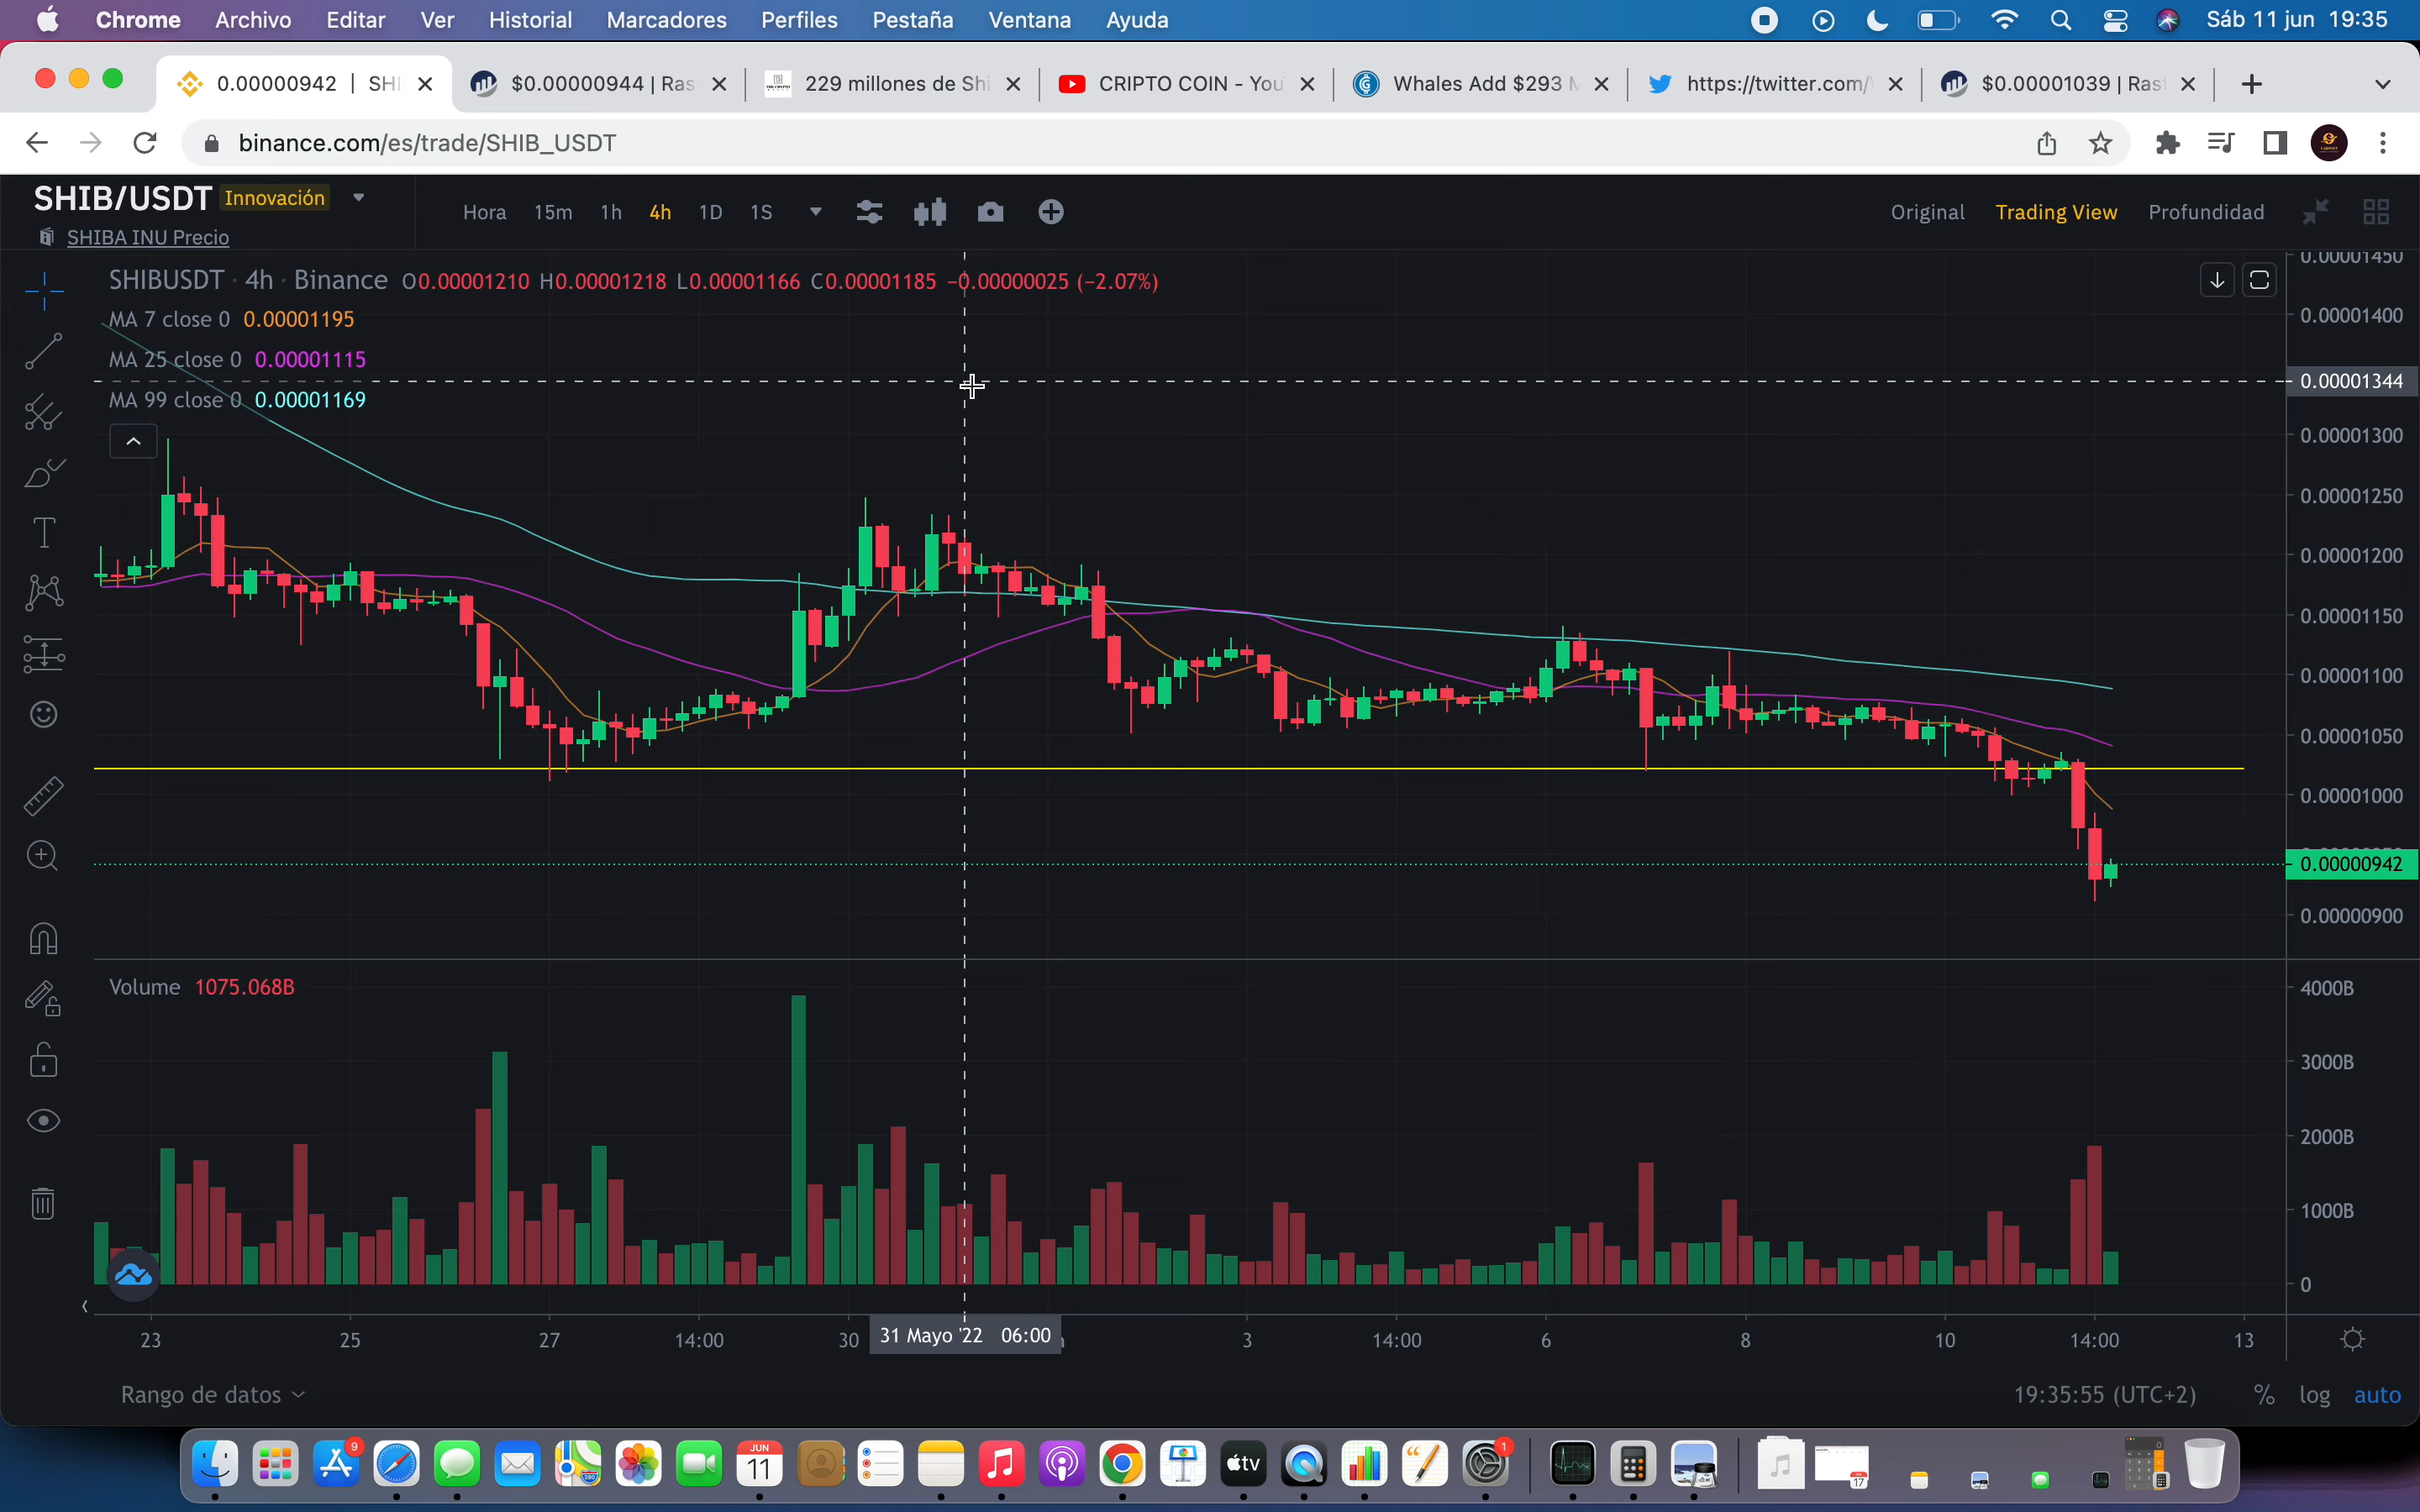 Chrome Archivo Editar Ver Historial Marcadores Perfiles Pestaña Ventana Ayuda Sáb 11 jun 19:35
0.00000942 | SHI $0.00000944 | Ras 229 millones de Shi CRIPTO COIN - You Whales Add $293 M https://twitter.com/ $0.00001039 | Ras
binance.com/es/trade/SHIB_USDT
SHIB/USDT Innovación
SHIBA INU Precio
Hora 15m 1h 4h 1D 1S Original Trading View Profundidad
SHIBUSDT · 4h · Binance O0.00001210 H0.00001218 L0.00001166 C0.00001185 −0.00000025 (−2.07%)
MA 7 close 0 0.00001195
MA 25 close 0 0.00001115
MA 99 close 0 0.00001169
0.00001450
0.00001400
0.00001344
0.00001300
0.00001250
0.00001200
0.00001150
0.00001100
0.00001050
0.00001000
0.00000942
0.00000900
Volume 1075.068B
4000B
3000B
2000B
1000B
0
23 25 27 14:00 30 31 Mayo '22 06:00 3 14:00 6 8 10 14:00 13
Rango de datos 19:35:55 (UTC+2) % log auto
9 JUN 11 tv 1 17